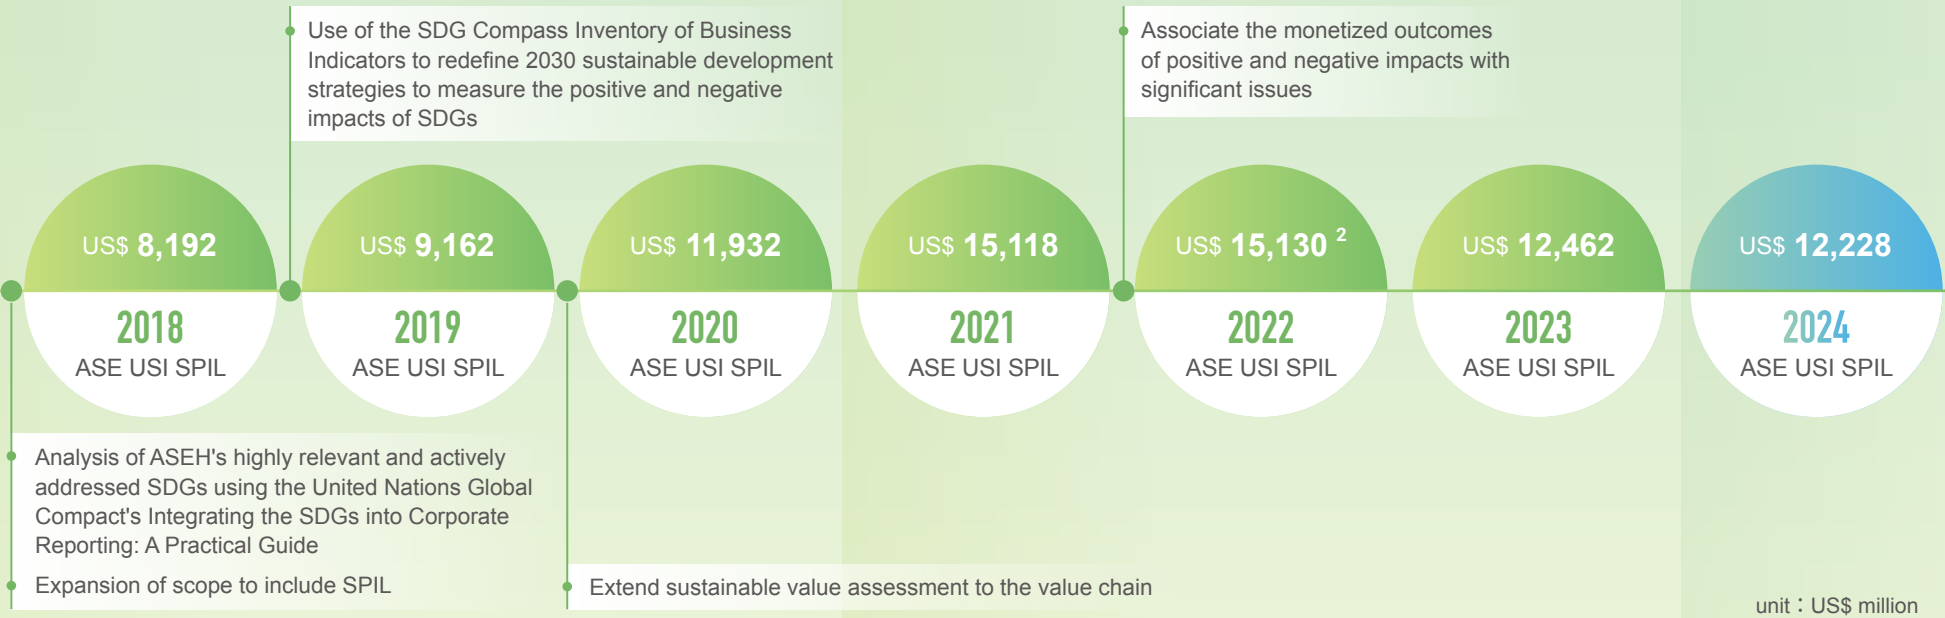 Use of the SDG Compass Inventory of Business
Indicators to redefine 2030 sustainable development
strategies to measure the positive and negative
impacts of SDGs
Associate the monetized outcomes
of positive and negative impacts with
significant issues
US$ 8,192
US$ 9,162
US$ 11,932
US$ 15,118
US$ 15,130 ²
US$ 12,462
US$ 12,228
2018
ASE USI SPIL
2019
ASE USI SPIL
2020
ASE USI SPIL
2021
ASE USI SPIL
2022
ASE USI SPIL
2023
ASE USI SPIL
2024
ASE USI SPIL
Analysis of ASEH's highly relevant and actively
addressed SDGs using the United Nations Global
Compact's Integrating the SDGs into Corporate
Reporting: A Practical Guide
Expansion of scope to include SPIL
Extend sustainable value assessment to the value chain
unit：US$ million